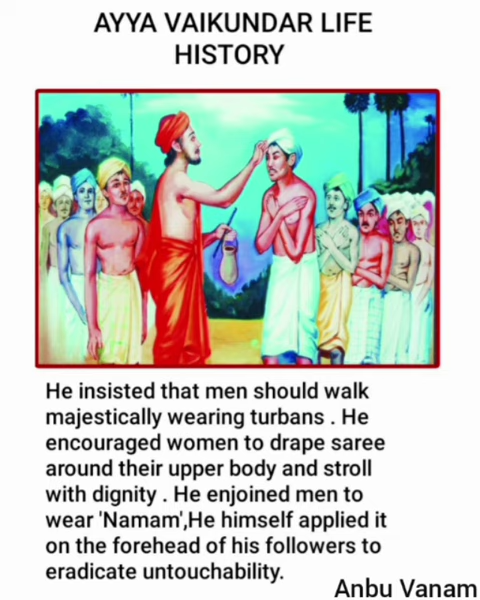 AYYA VAIKUNDAR LIFE
HISTORY
He insisted that men should walk
majestically wearing turbans . He
encouraged women to drape saree
around their upper body and stroll
with dignity . He enjoined men to
wear 'Namam',He himself applied it
on the forehead of his followers to
eradicate untouchability.
Anbu Vanam